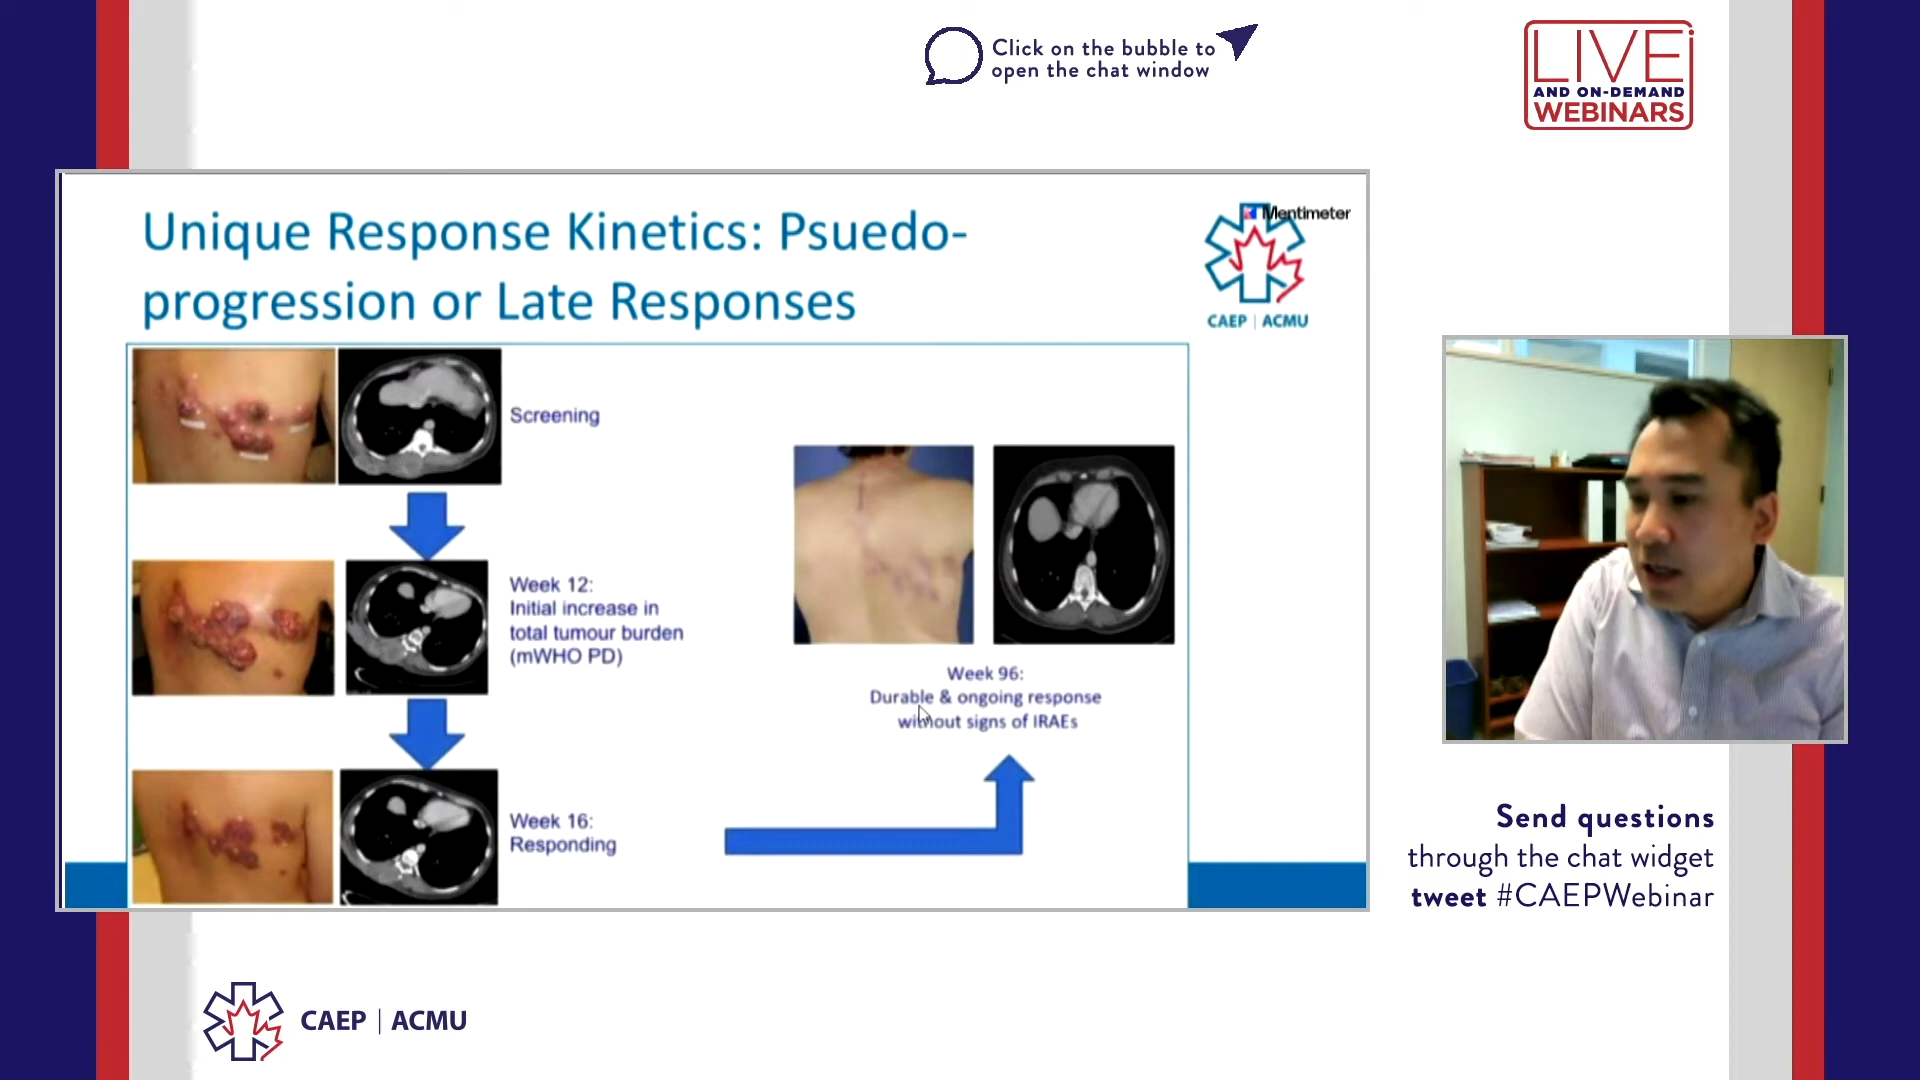 Click on the bubble to
open the chat window
LIVE
AND ON-DEMAND
WEBINARS
Unique Response Kinetics: Psuedo-
progression or Late Responses
Mentimeter
CAEP | ACMU
Screening
Week 12:
Initial increase in
total tumour burden
(mWHO PD)
Week 16:
Responding
Week 96:
Durable & ongoing response
without signs of IRAEs
Send questions
through the chat widget
tweet #CAEPWebinar
CAEP | ACMU